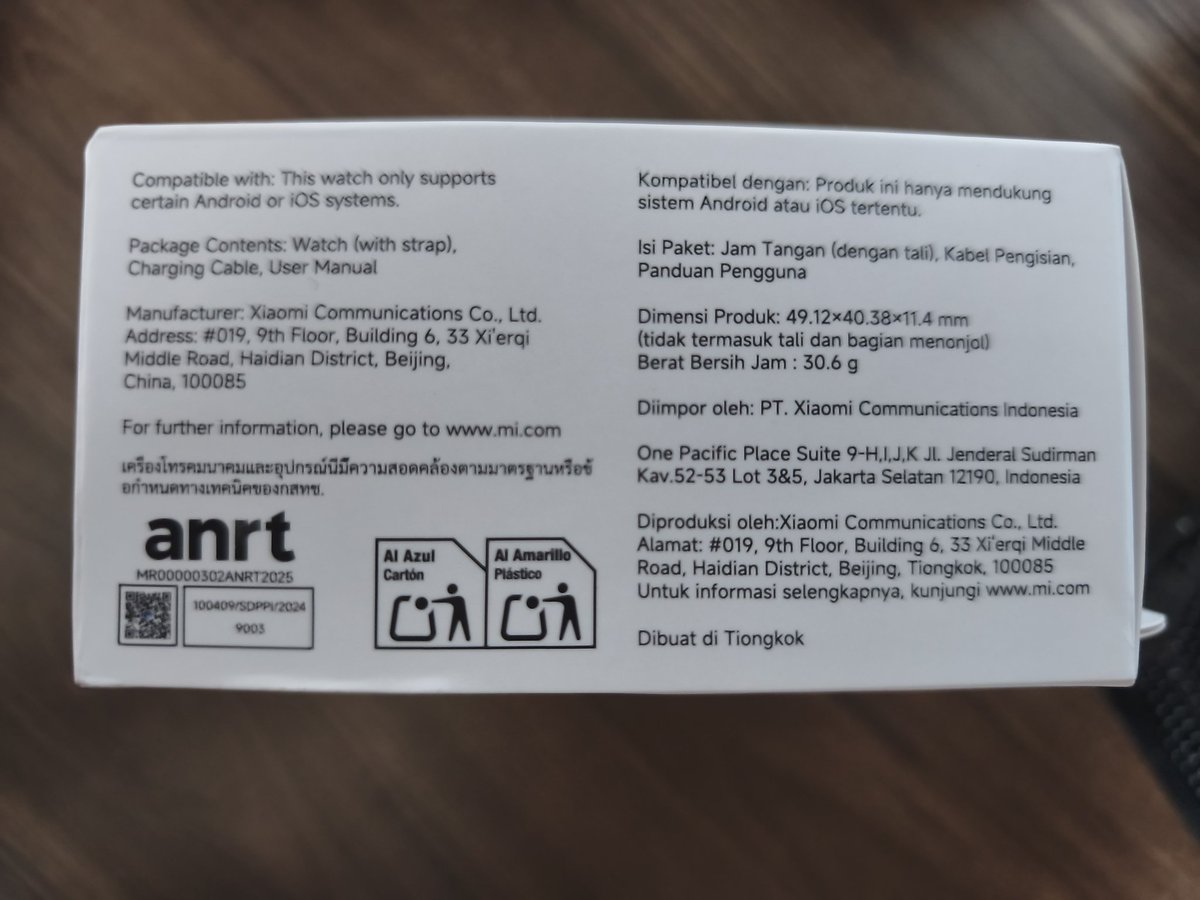 Compatible with: This watch only supports
certain Android or iOS systems.
Package Contents: Watch (with strap),
Charging Cable, User Manual
Manufacturer: Xiaomi Communications Co., Ltd.
Address: #019, 9th Floor, Building 6, 33 Xi'erqi
Middle Road, Haidian District, Beijing,
China, 100085
For further information, please go to www.mi.com
เครื่องโทรคมนาคมและอุปกรณ์นี้มีความสอดคล้องตามมาตรฐานหรือข้
อกำหนดทางเทคนิคของกสทช.
anrt
MR00000302ANRT2025
100409/SDPPI/2024
9003
Al Azul
Cartón
Al Amarillo
Plástico
Kompatibel dengan: Produk ini hanya mendukung
sistem Android atau iOS tertentu.
Isi Paket: Jam Tangan (dengan tali), Kabel Pengisian,
Panduan Pengguna
Dimensi Produk: 49.12×40.38×11.4 mm
(tidak termasuk tali dan bagian menonjol)
Berat Bersih Jam : 30.6 g
Diimpor oleh: PT. Xiaomi Communications Indonesia
One Pacific Place Suite 9-H,I,J,K Jl. Jenderal Sudirman
Kav.52-53 Lot 3&5, Jakarta Selatan 12190, Indonesia
Diproduksi oleh:Xiaomi Communications Co., Ltd.
Alamat: #019, 9th Floor, Building 6, 33 Xi'erqi Middle
Road, Haidian District, Beijing, Tiongkok, 100085
Untuk informasi selengkapnya, kunjungi www.mi.com
Dibuat di Tiongkok